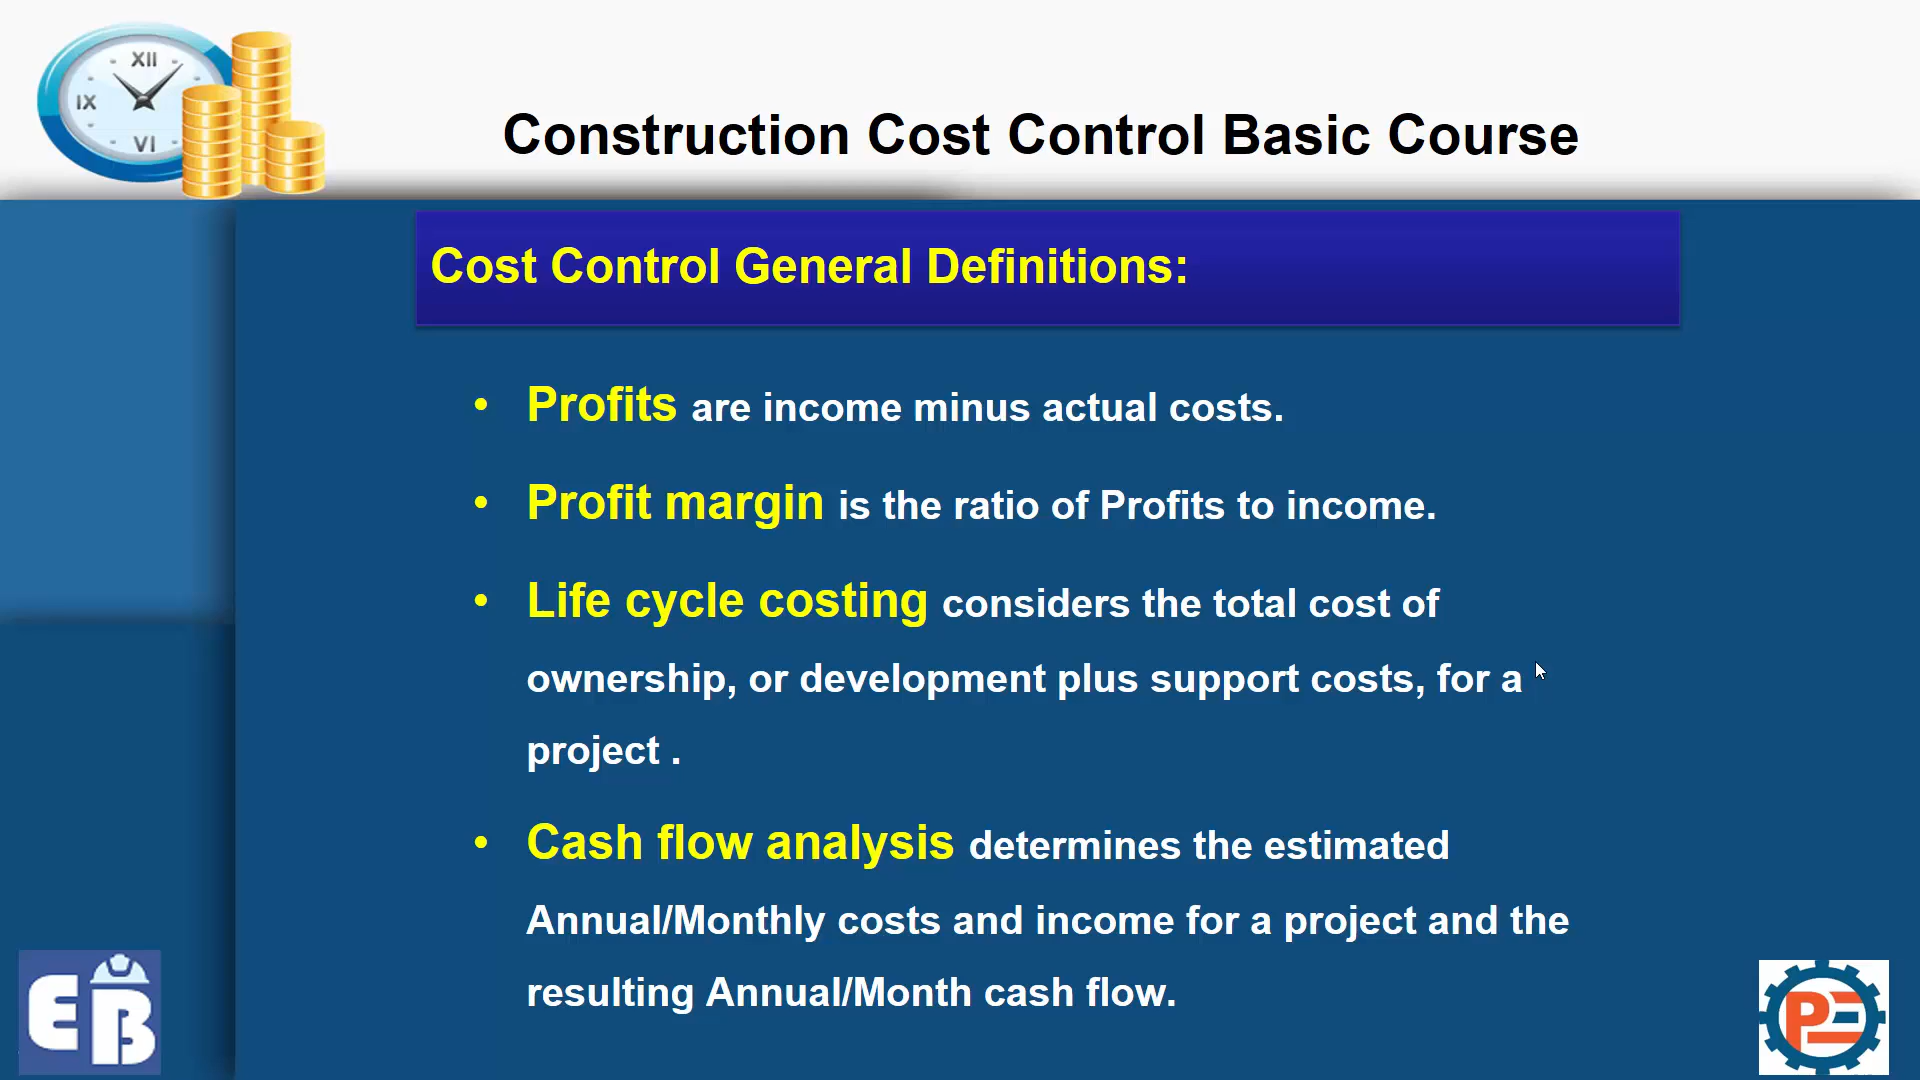 XII
IX
VI
Construction Cost Control Basic Course
Cost Control General Definitions:
• Profits are income minus actual costs.
• Profit margin is the ratio of Profits to income.
• Life cycle costing considers the total cost of
ownership, or development plus support costs, for a
project .
• Cash flow analysis determines the estimated
Annual/Monthly costs and income for a project and the
resulting Annual/Month cash flow.
EB
PE